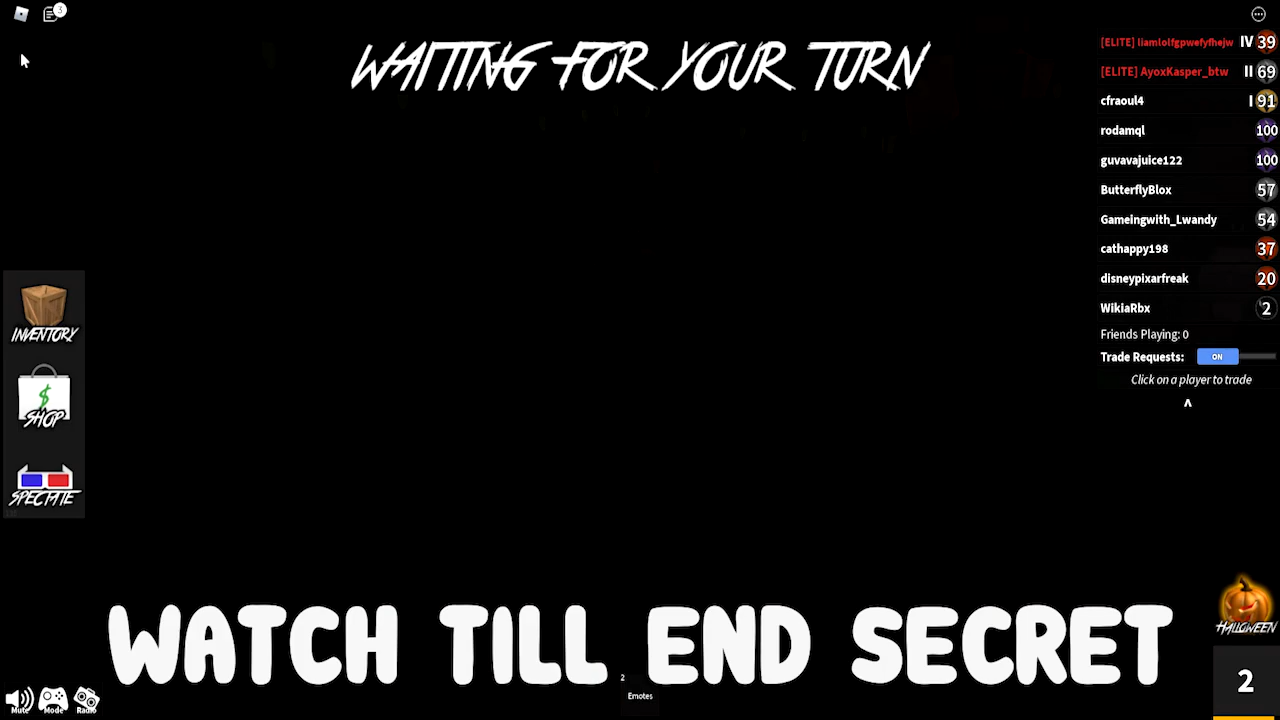 3
WAITING FOR YOUR TURN
[ELITE] liamlolfgpwefyfhejw IV 39
[ELITE] AyoxKasper_btw II 69
cfraoul4 I 91
rodamql 100
guvavajuice122 100
ButterflyBlox 57
Gameingwith_Lwandy 54
cathappy198 37
disneypixarfreak 20
WikiaRbx 2
Friends Playing: 0
Trade Requests: ON
Click on a player to trade
INVENTORY
$
SHOP
SPECTATE
HALLOWEEN
WATCH TILL END SECRET
2
Emotes
2
Mute Mode Radio